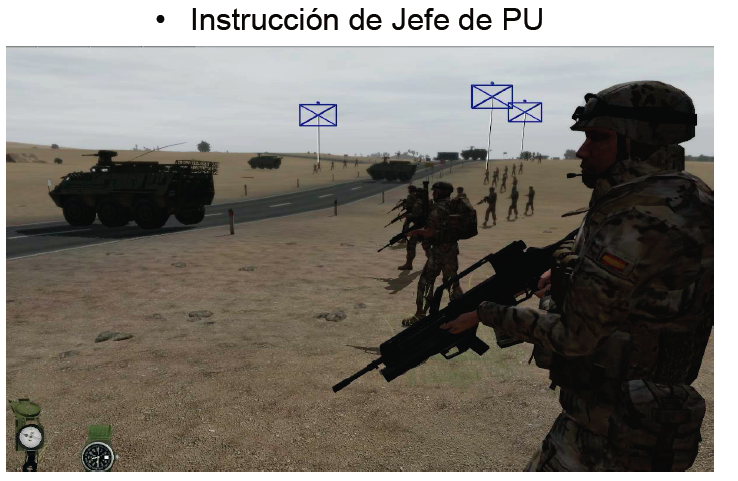 • Instrucción de Jefe de PU